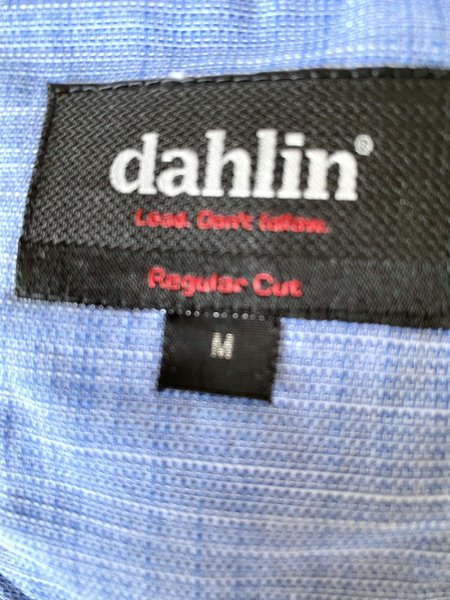 dahlin®
Lead. Don't follow.
Regular Cut
M